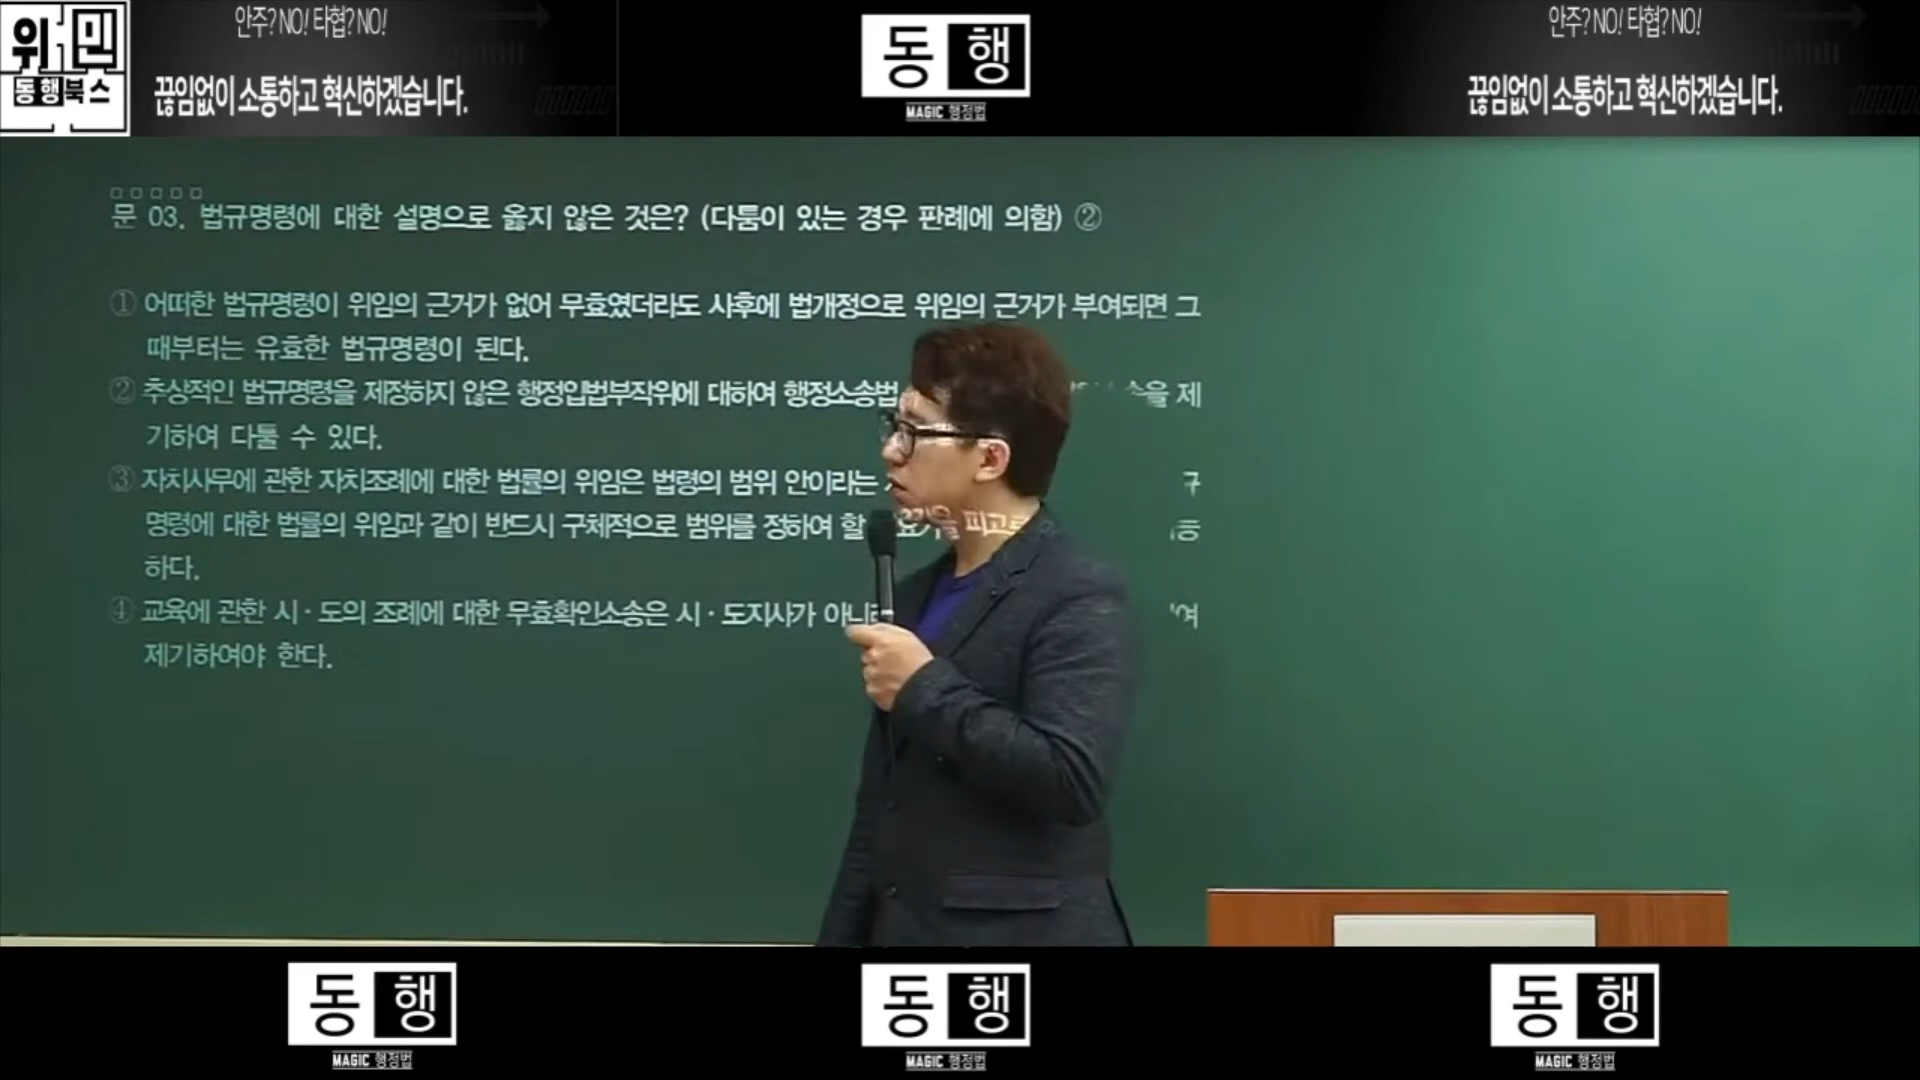 위민
동행북스
안주? NO! 타협? NO!
끊임없이 소통하고 혁신하겠습니다.
동행
MAGIC 행정법
안주? NO! 타협? NO!
끊임없이 소통하고 혁신하겠습니다.
문 03. 법규명령에 대한 설명으로 옳지 않은 것은? (다툼이 있는 경우 판례에 의함) ②
① 어떠한 법규명령이 위임의 근거가 없어 무효였더라도 사후에 법개정으로 위임의 근거가 부여되면 그
때부터는 유효한 법규명령이 된다.
② 추상적인 법규명령을 제정하지 않은 행정입법부작위에 대하여 행정소송법 제
기하여 다툴 수 있다.
③ 자치사무에 관한 자치조례에 대한 법률의 위임은 법령의 범위 안이라는 구
명령에 대한 법률의 위임과 같이 반드시 구체적으로 범위를 정하여 할
하다.
④ 교육에 관한 시·도의 조례에 대한 무효확인소송은 시·도지사가
제기하여야 한다.
동행
MAGIC 행정법
동행
MAGIC 행정법
동행
MAGIC 행정법